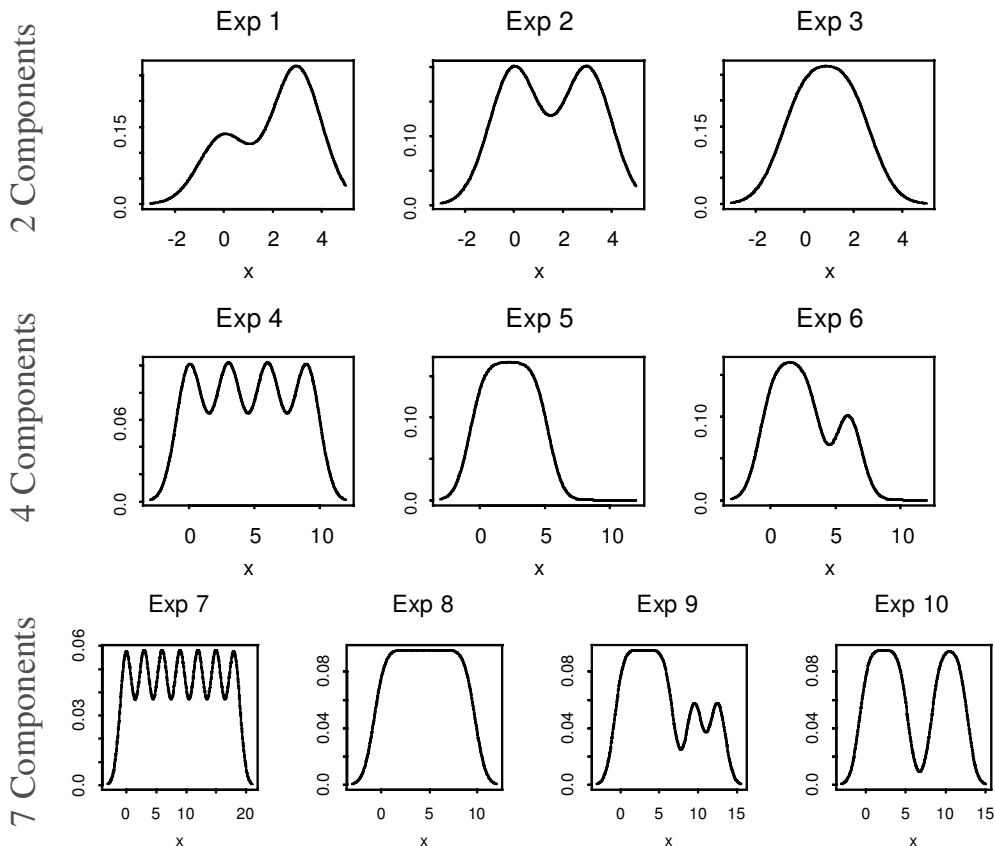 2 Components
Exp 1
0.15
0.0
-2 0 2 4
x
Exp 2
0.10
0.0
-2 0 2 4
x
Exp 3
0.15
0.0
-2 0 2 4
x
4 Components
Exp 4
0.06
0.0
0 5 10
x
Exp 5
0.10
0.0
0 5 10
x
Exp 6
0.10
0.0
0 5 10
x
7 Components
Exp 7
0.06
0.03
0.0
0 5 10 20
x
Exp 8
0.08
0.04
0.0
0 5 10
x
Exp 9
0.08
0.04
0.0
0 5 10 15
x
Exp 10
0.08
0.04
0.0
0 5 10 15
x